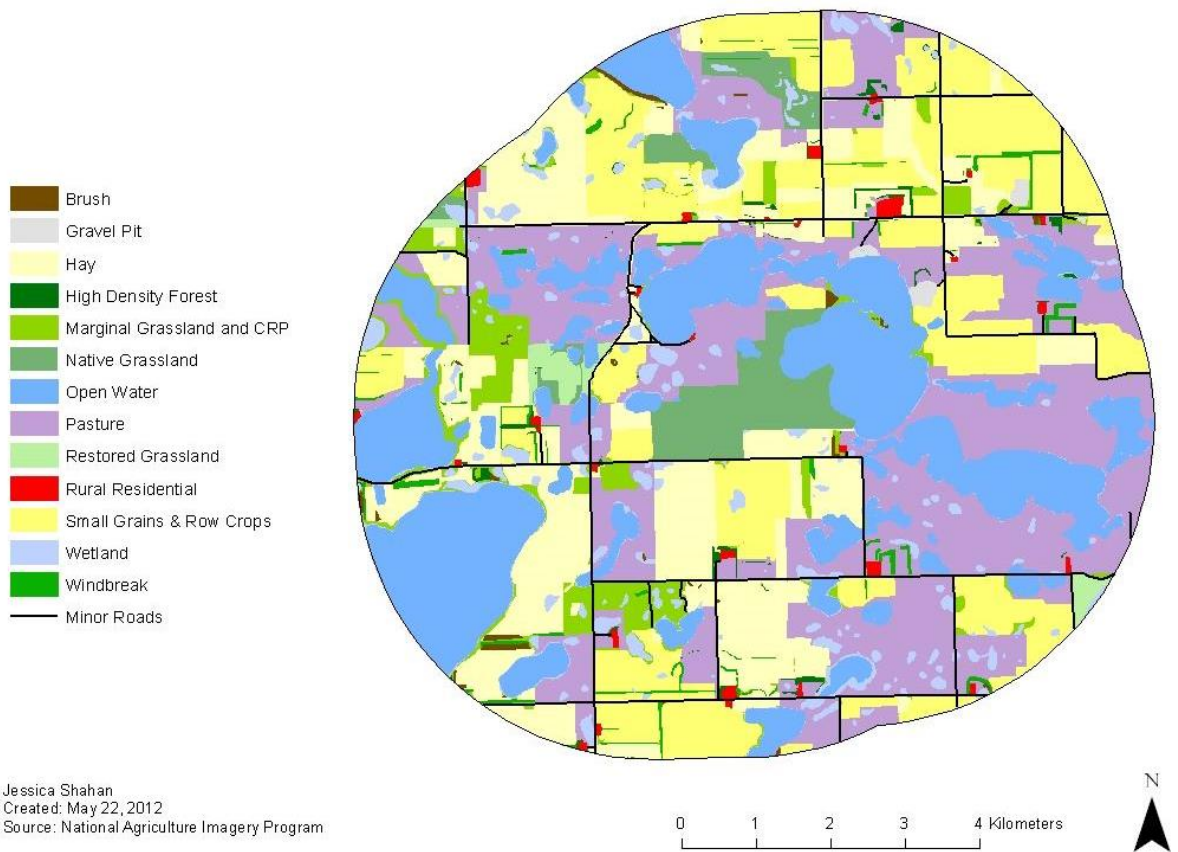 Brush
Gravel Pit
Hay
High Density Forest
Marginal Grassland and CRP
Native Grassland
Open Water
Pasture
Restored Grassland
Rural Residential
Small Grains & Row Crops
Wetland
Windbreak
Minor Roads
Jessica Shahan
Created: May 22, 2012
Source: National Agriculture Imagery Program
0 1 2 3 4 Kilometers
N